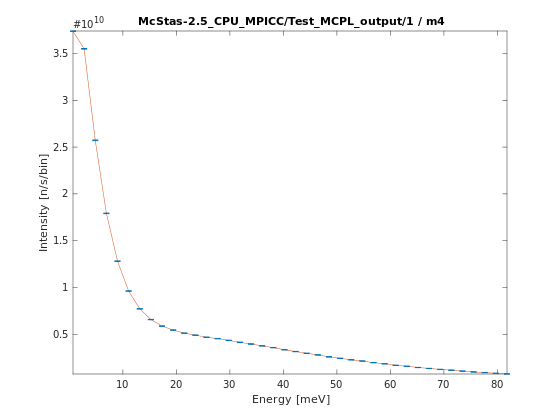 McStas-2.5_CPU_MPICC/Test_MCPL_output/1 / m4
#10^10
3.5
3
2.5
2
1.5
1
0.5
Intensity [n/s/bin]
10 20 30 40 50 60 70 80
Energy [meV]